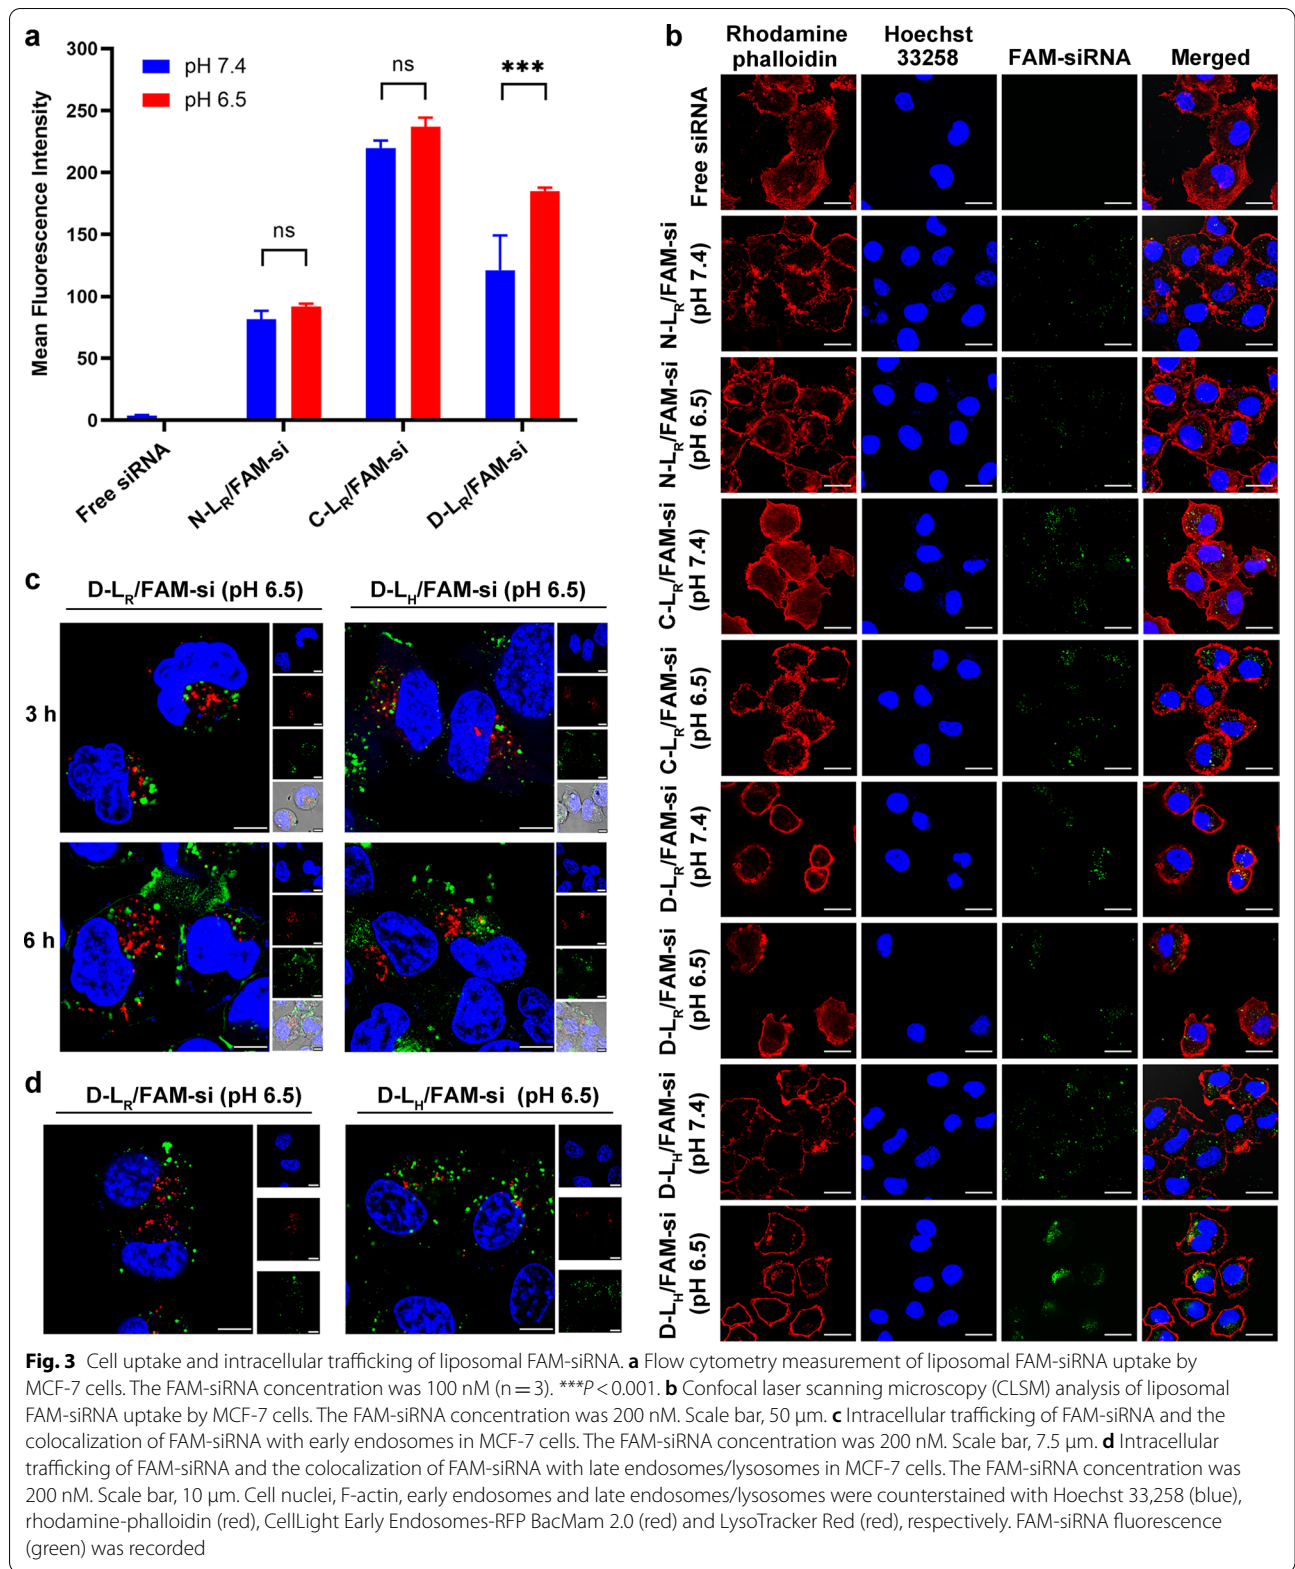 a
300
250
200
150
100
50
0
Mean Fluorescence Intensity
pH 7.4
pH 6.5
ns
ns
***
Free siRNA
N-LR/FAM-si
C-LR/FAM-si
D-LR/FAM-si
b
Rhodamine phalloidin
Hoechst 33258
FAM-siRNA
Merged
Free siRNA
N-LR/FAM-si (pH 7.4)
N-LR/FAM-si (pH 6.5)
C-LR/FAM-si (pH 7.4)
C-LR/FAM-si (pH 6.5)
D-LR/FAM-si (pH 7.4)
D-LR/FAM-si (pH 6.5)
D-LH/FAM-si (pH 7.4)
D-LH/FAM-si (pH 6.5)
c
D-LR/FAM-si (pH 6.5)
D-LH/FAM-si (pH 6.5)
3 h
6 h
d
D-LR/FAM-si (pH 6.5)
D-LH/FAM-si (pH 6.5)
Fig. 3 Cell uptake and intracellular trafficking of liposomal FAM-siRNA. a Flow cytometry measurement of liposomal FAM-siRNA uptake by
MCF-7 cells. The FAM-siRNA concentration was 100 nM (n = 3). ***P < 0.001. b Confocal laser scanning microscopy (CLSM) analysis of liposomal
FAM-siRNA uptake by MCF-7 cells. The FAM-siRNA concentration was 200 nM. Scale bar, 50 μm. c Intracellular trafficking of FAM-siRNA and the
colocalization of FAM-siRNA with early endosomes in MCF-7 cells. The FAM-siRNA concentration was 200 nM. Scale bar, 7.5 μm. d Intracellular
trafficking of FAM-siRNA and the colocalization of FAM-siRNA with late endosomes/lysosomes in MCF-7 cells. The FAM-siRNA concentration was
200 nM. Scale bar, 10 μm. Cell nuclei, F-actin, early endosomes and late endosomes/lysosomes were counterstained with Hoechst 33,258 (blue),
rhodamine-phalloidin (red), CellLight Early Endosomes-RFP BacMam 2.0 (red) and LysoTracker Red (red), respectively. FAM-siRNA fluorescence
(green) was recorded